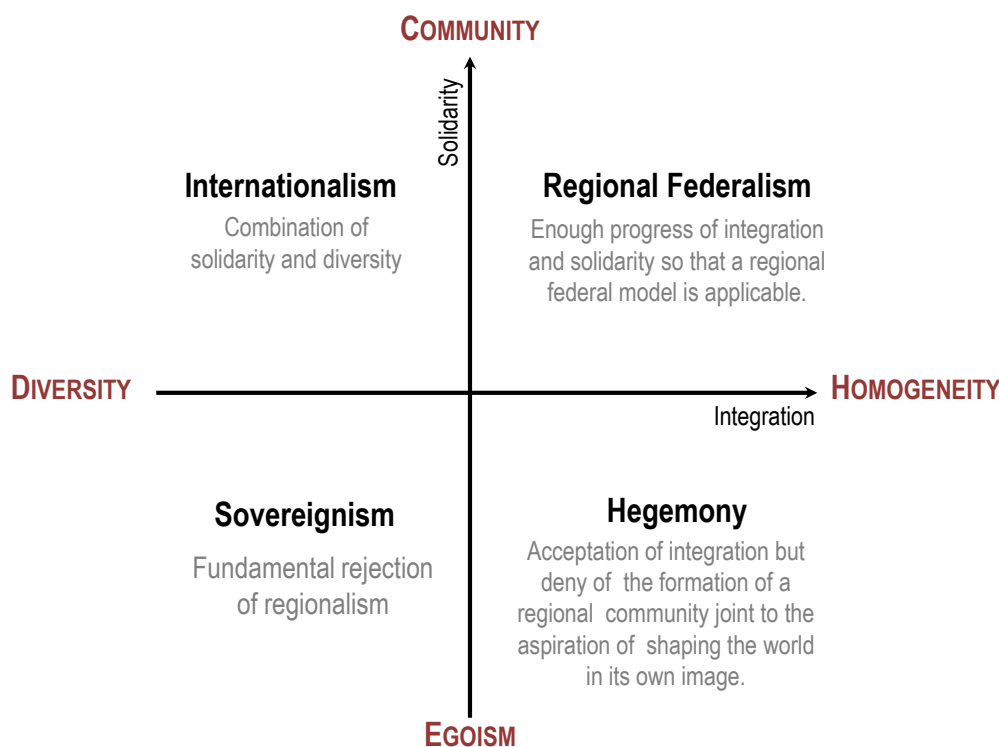 COMMUNITY
Solidarity
Internationalism
Combination of
solidarity and diversity
Regional Federalism
Enough progress of integration
and solidarity so that a regional
federal model is applicable.
DIVERSITY
HOMOGENEITY
Integration
Sovereignism
Fundamental rejection
of regionalism
Hegemony
Acceptation of integration but
deny of the formation of a
regional community joint to the
aspiration of shaping the world
in its own image.
EGOISM